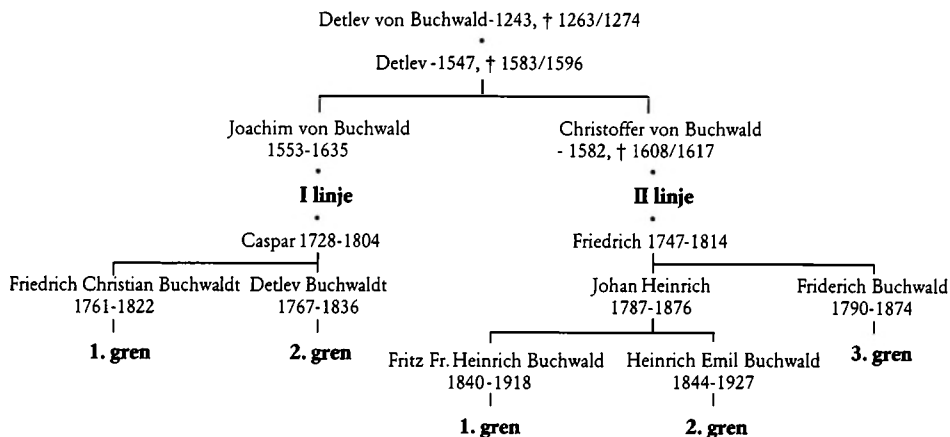 Detlev von Buchwald-1243, † 1263/1274
Detlev -1547, † 1583/1596
Joachim von Buchwald
1553-1635
Christoffer von Buchwald
- 1582, † 1608/1617
I linje
II linje
Caspar 1728-1804
Friedrich 1747-1814
Friedrich Christian Buchwaldt
1761-1822
Detlev Buchwaldt
1767-1836
Johan Heinrich
1787-1876
Friderich Buchwald
1790-1874
1. gren
2. gren
3. gren
Fritz Fr. Heinrich Buchwald
1840-1918
Heinrich Emil Buchwald
1844-1927
1. gren
2. gren